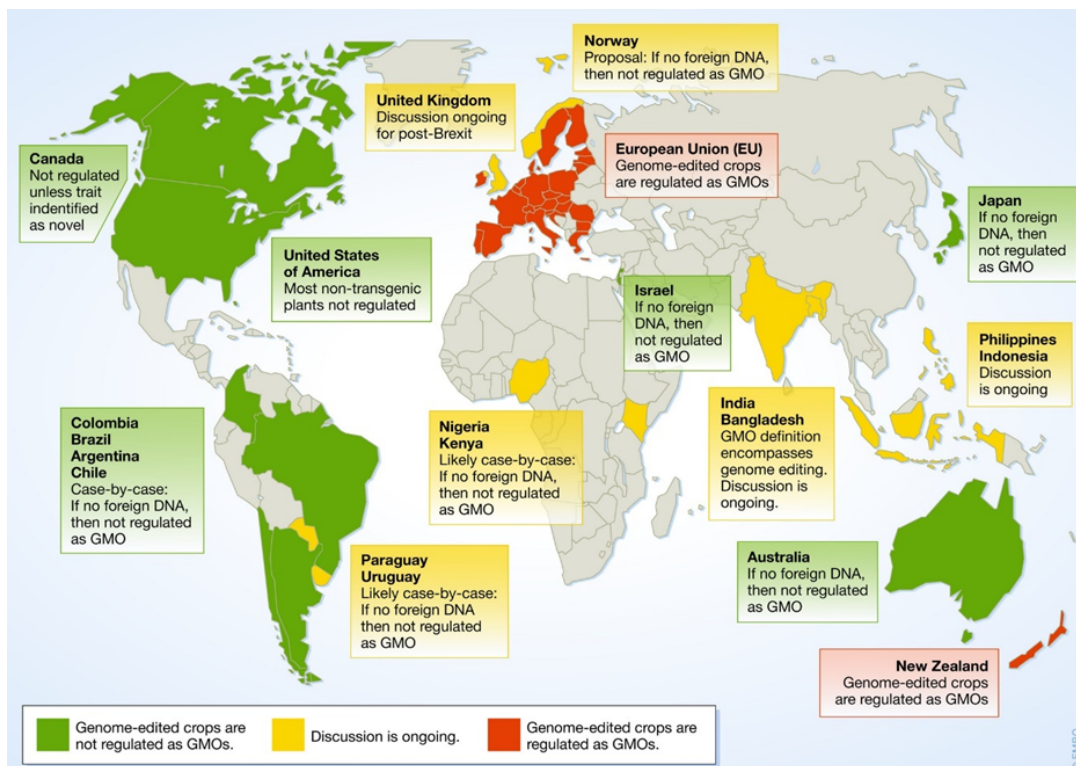 Norway
Proposal: If no foreign DNA,
then not regulated as GMO
United Kingdom
Discussion ongoing
for post-Brexit
European Union (EU)
Genome-edited crops
are regulated as GMOs
Canada
Not regulated
unless trait
indentified
as novel
United States
of America
Most non-transgenic
plants not regulated
Japan
If no foreign
DNA, then
not regulated
as GMO
Israel
If no foreign
DNA, then
not regulated
as GMO
Philippines
Indonesia
Discussion
is ongoing
Colombia
Brazil
Argentina
Chile
Case-by-case:
If no foreign DNA,
then not regulated
as GMO
Nigeria
Kenya
Likely case-by-case:
If no foreign DNA,
then not regulated
as GMO
India
Bangladesh
GMO definition
encompasses
genome editing.
Discussion is
ongoing.
Paraguay
Uruguay
Likely case-by-case:
If no foreign DNA
then not regulated
as GMO
Australia
If no foreign DNA,
then not regulated
as GMO
New Zealand
Genome-edited crops
are regulated as GMOs
Genome-edited crops are
not regulated as GMOs.
Discussion is ongoing.
Genome-edited crops are
regulated as GMOs.